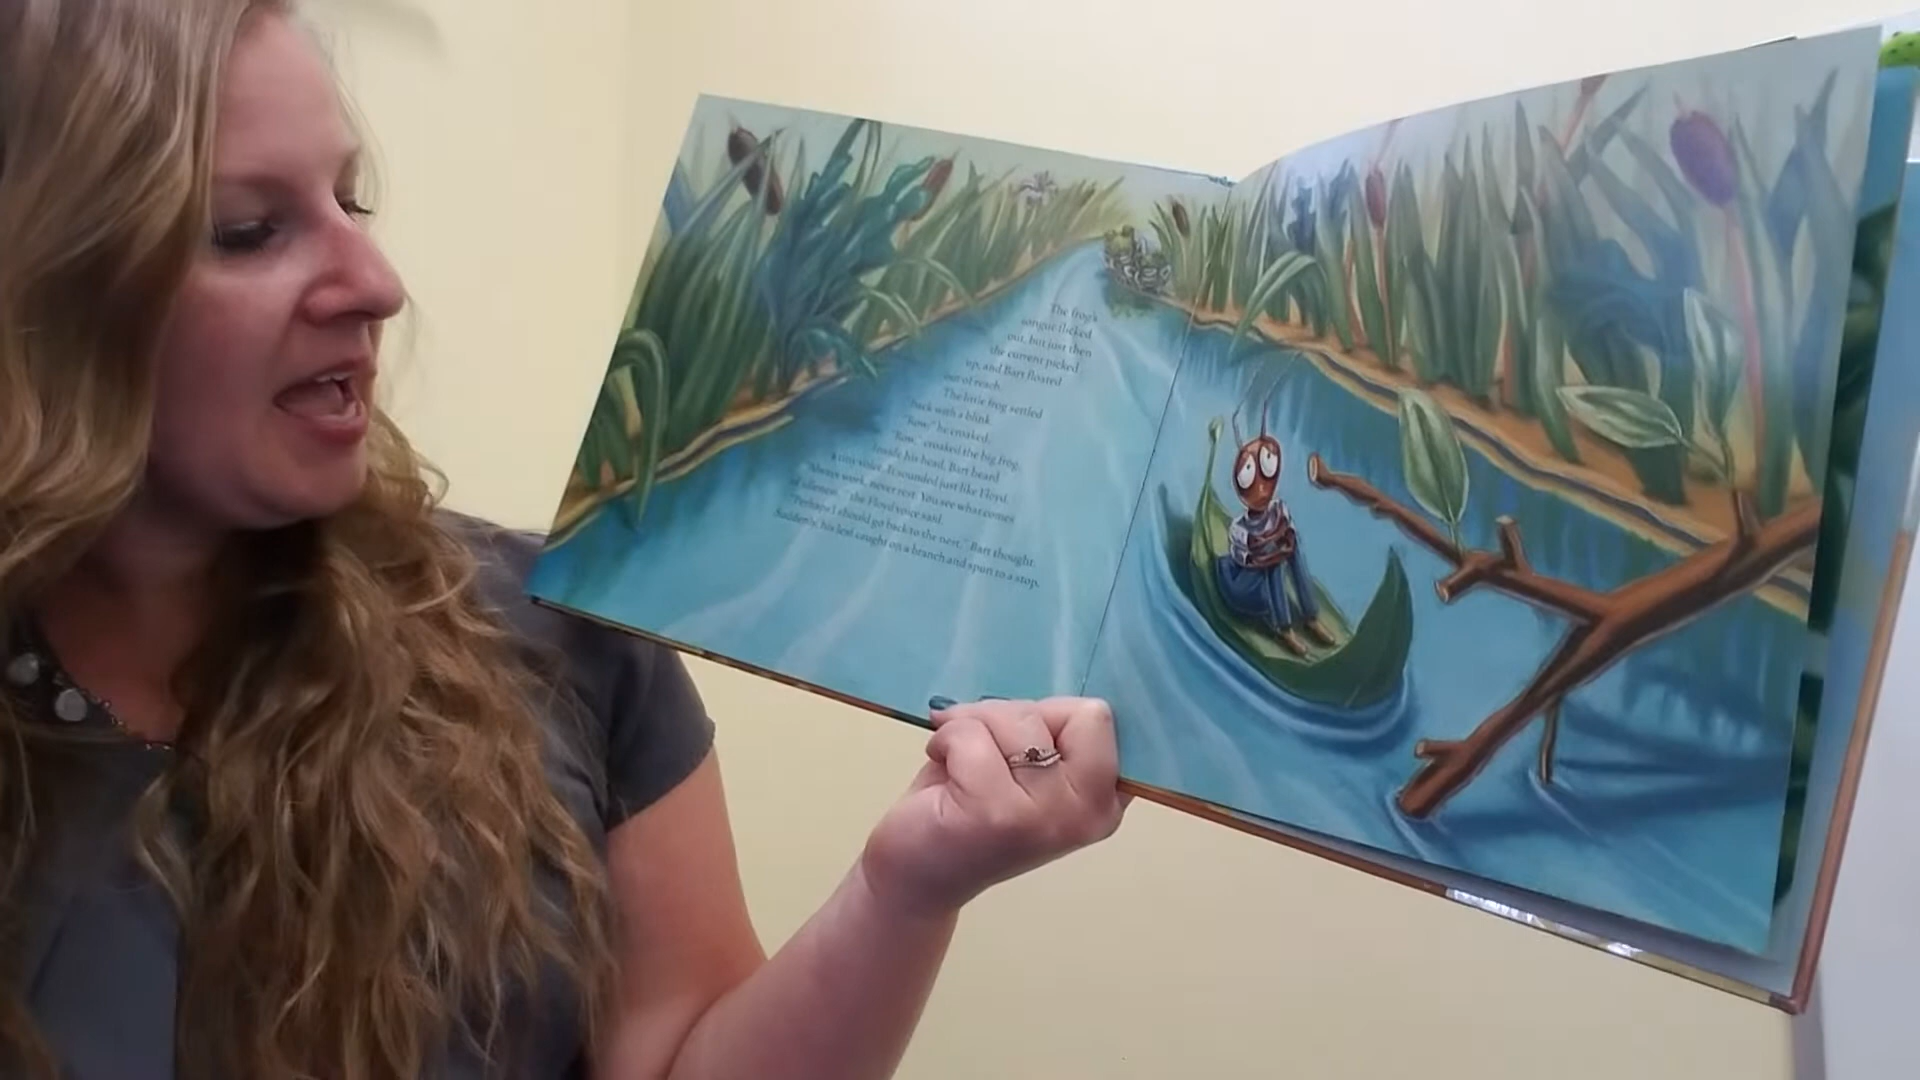 The frog's
tongue flicked
out, but just then
the current picked
up, and Bart floated
out of reach.
The little frog settled
back with a blink.
"Row," he croaked.
"Row," croaked the big frog.
Inside his head, Bart heard
a tiny voice. It sounded just like Floyd.
"Always work, never rest. You see what comes
of idleness," the Floyd voice said.
"Perhaps I should go back to the nest," Bart thought.
Suddenly, his leaf caught on a branch and spun to a stop.